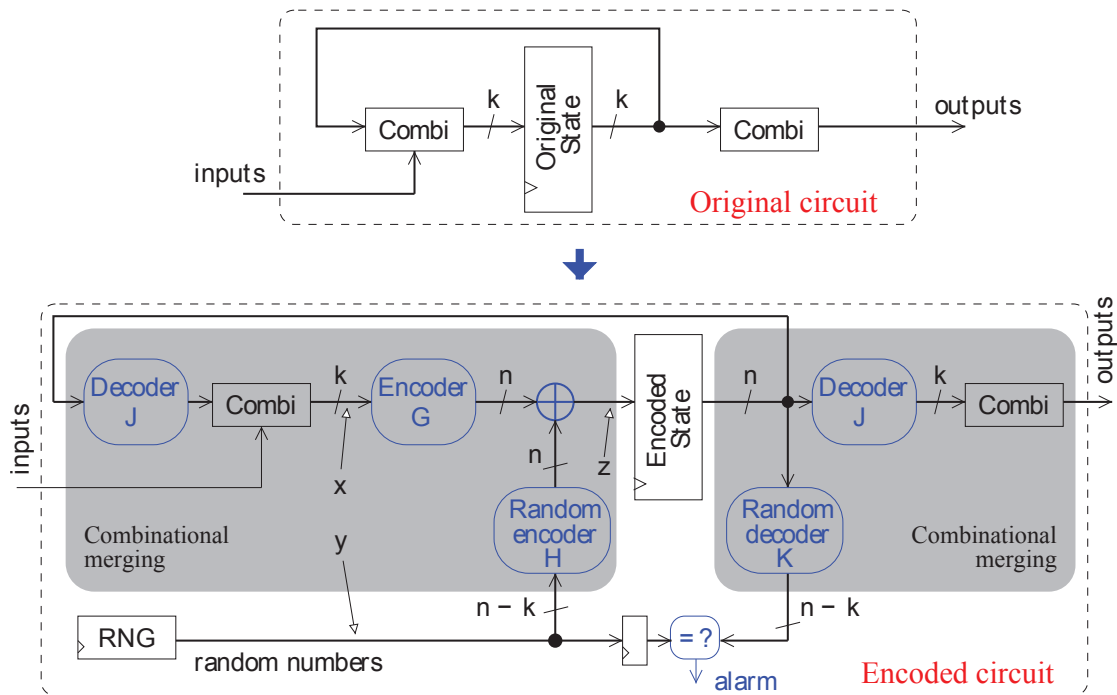 k
k
Combi
Original
State
Combi
outputs
inputs
Original circuit
outputs
Decoder
J
Combi
k
Encoder
G
n
n
z
Encoded
State
n
Decoder
J
k
Combi
inputs
x
y
Random
encoder
H
Random
decoder
K
Combinational
merging
Combinational
merging
n − k
n − k
RNG
random numbers
= ?
alarm
Encoded circuit